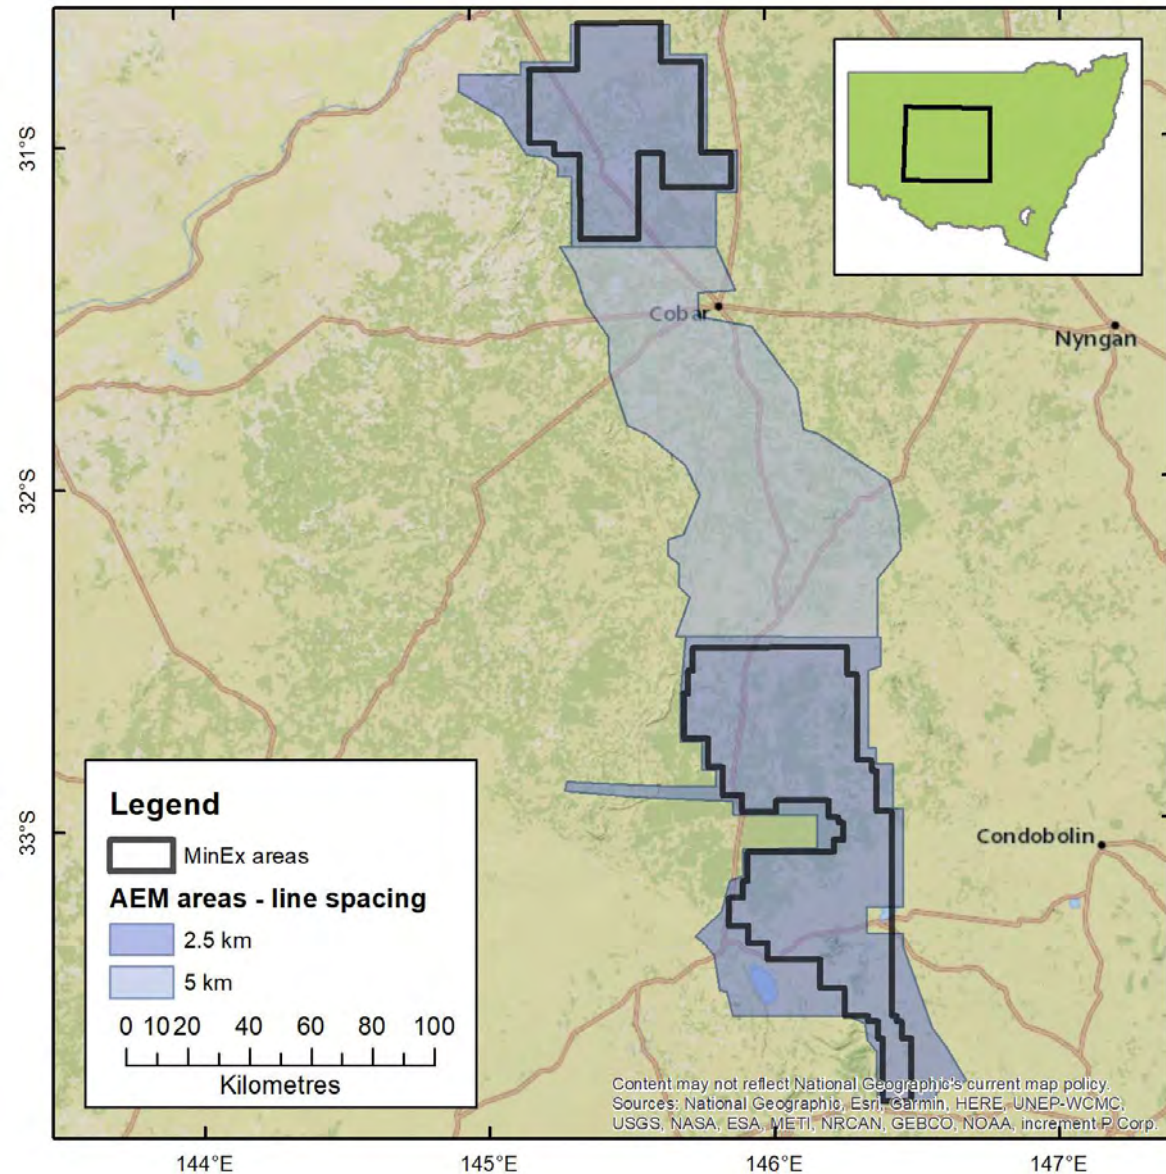 31°S
Cobar
Nyngan
32°S
33°S
Condobolin
Legend
MinEx areas
AEM areas - line spacing
2.5 km
5 km
0 10 20 40 60 80 100
Kilometres
Content may not reflect National Geographic's current map policy.
Sources: National Geographic, Esri, Garmin, HERE, UNEP-WCMC,
USGS, NASA, ESA, METI, NRCAN, GEBCO, NOAA, increment P Corp.
144°E 145°E 146°E 147°E